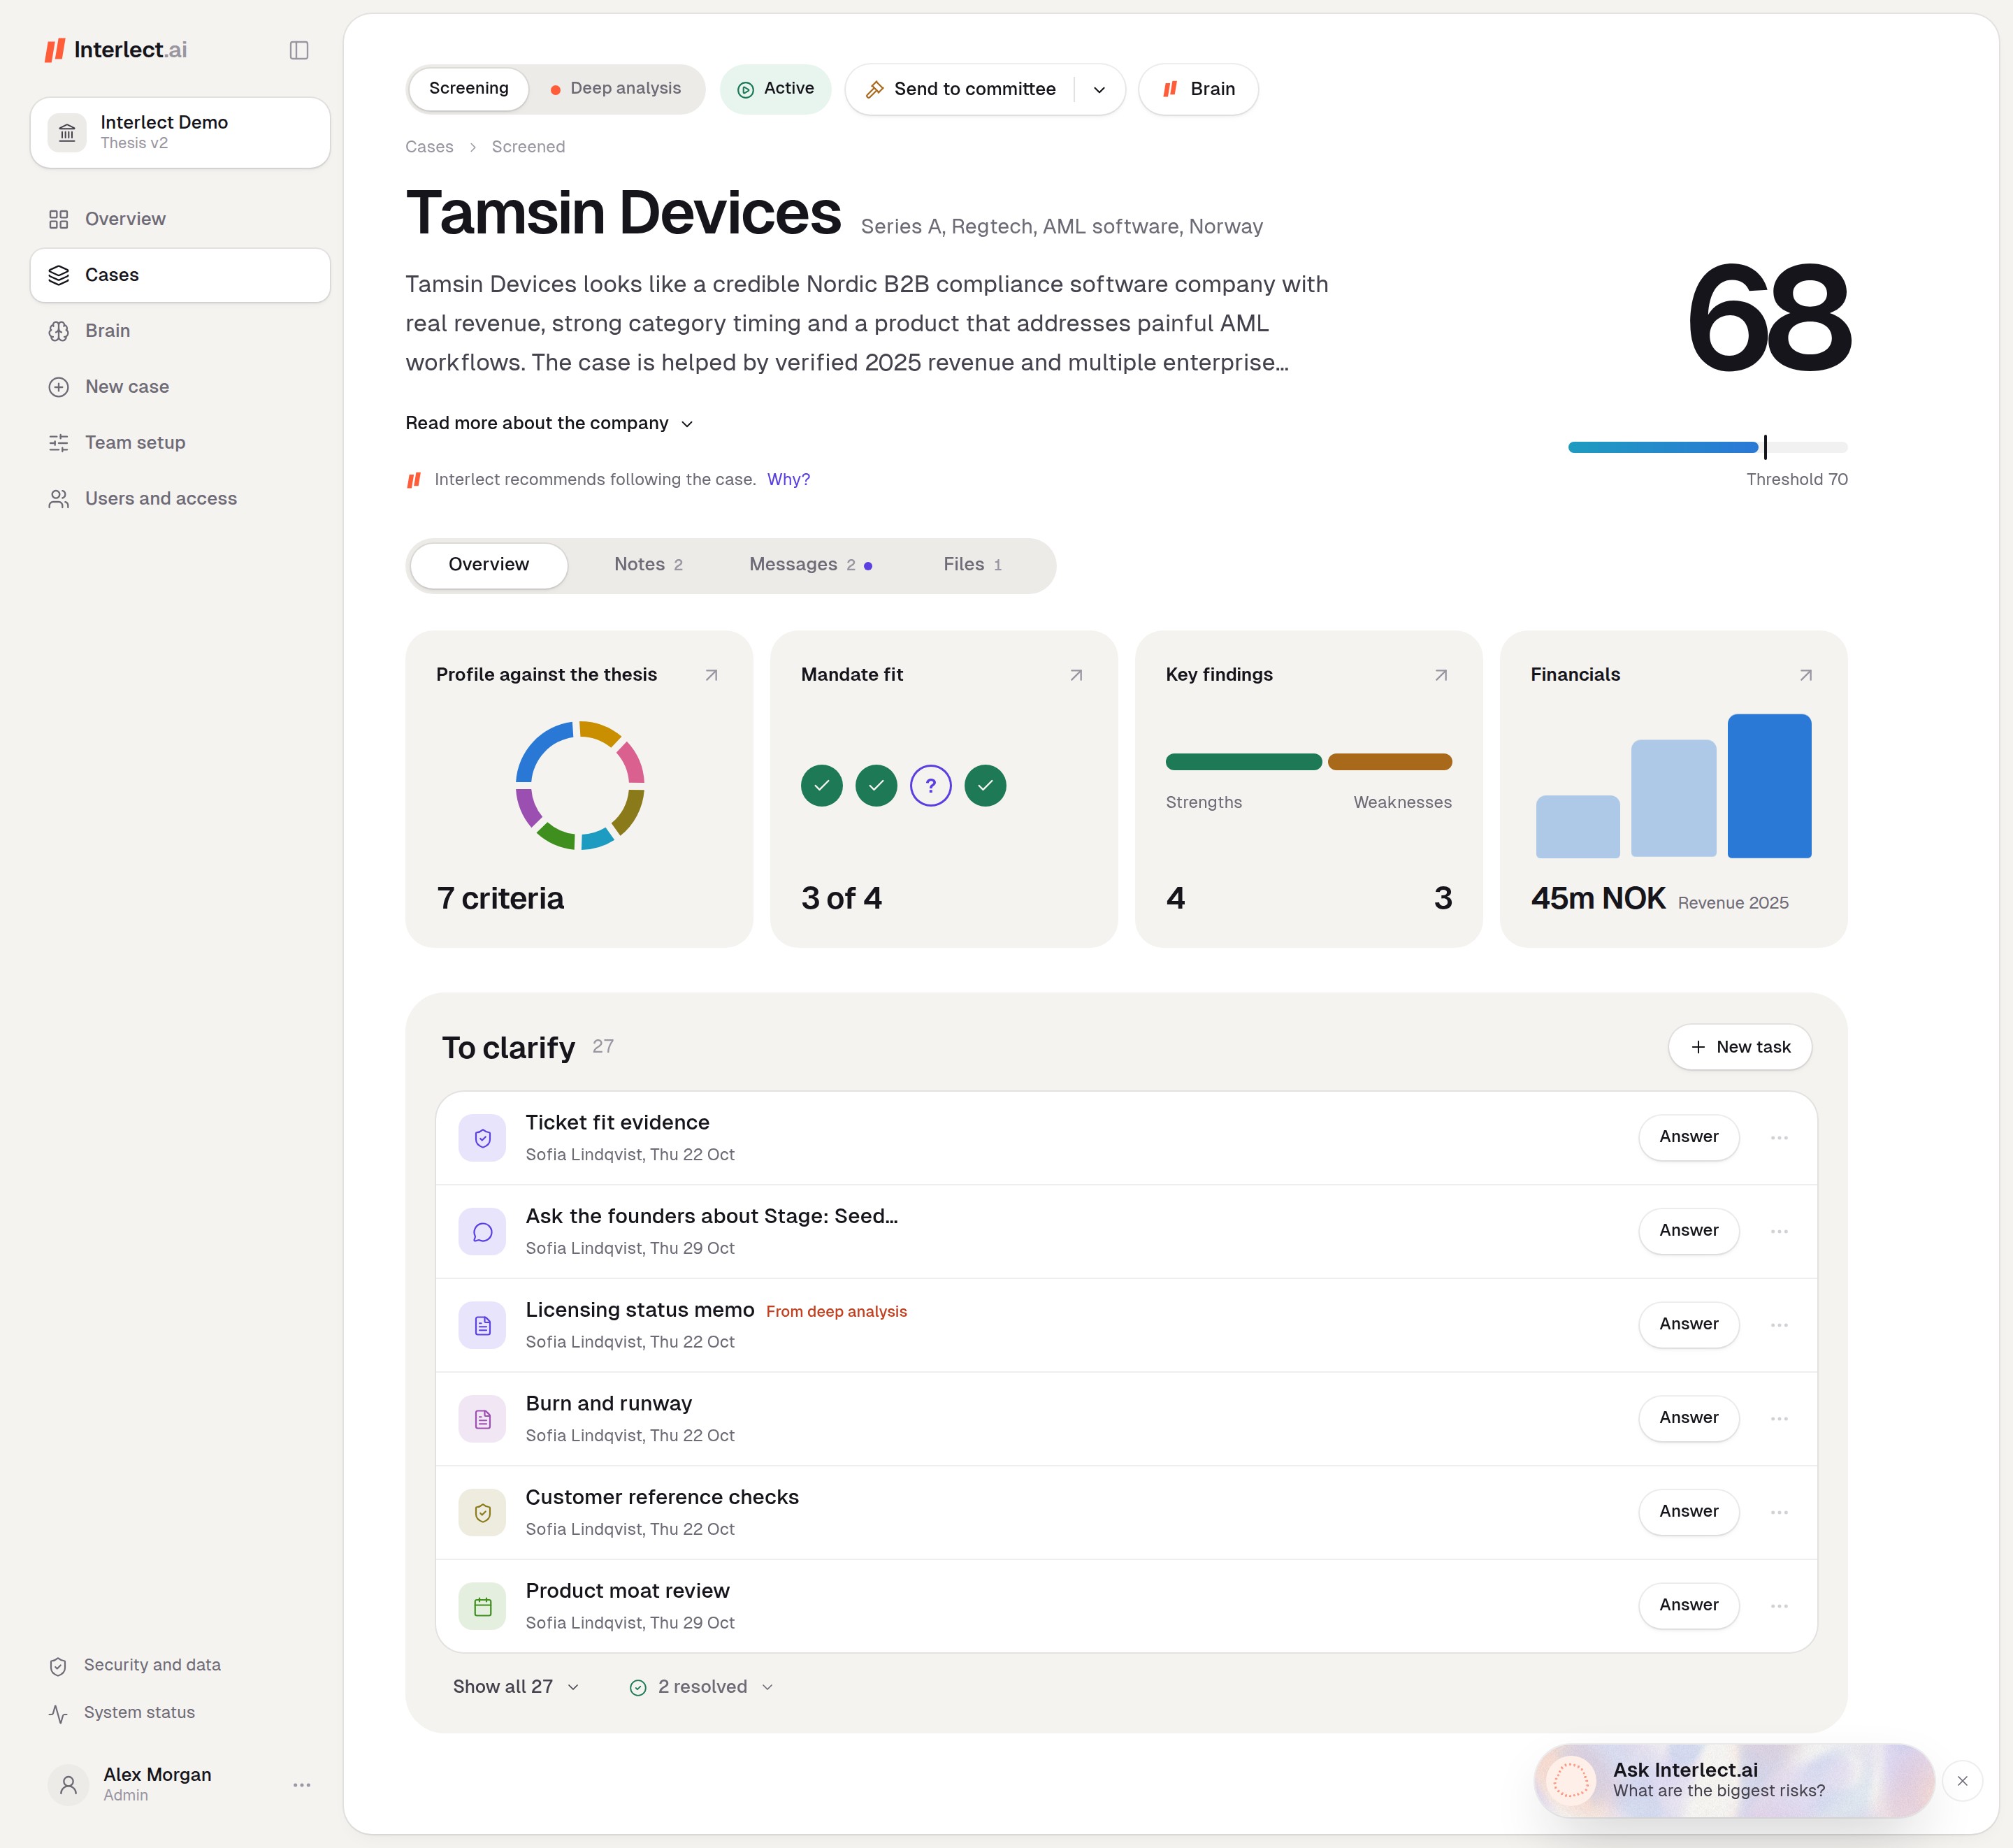 Interlect.ai
Interlect Demo
Thesis v2
Overview
Cases
Brain
New case
Team setup
Users and access
Security and data
System status
Alex Morgan
Admin
Screening
Deep analysis
Active
Send to committee
Brain
Cases
Screened
Tamsin Devices
Series A, Regtech, AML software, Norway
Tamsin Devices looks like a credible Nordic B2B compliance software company with
real revenue, strong category timing and a product that addresses painful AML
workflows. The case is helped by verified 2025 revenue and multiple enterprise...
Read more about the company
Interlect recommends following the case. Why?
68
Threshold 70
Overview
Notes 2
Messages 2
Files 1
Profile against the thesis
7 criteria
Mandate fit
?
3 of 4
Key findings
Strengths
Weaknesses
4
3
Financials
45m NOK Revenue 2025
To clarify 27
New task
Ticket fit evidence
Sofia Lindqvist, Thu 22 Oct
Answer
Ask the founders about Stage: Seed...
Sofia Lindqvist, Thu 29 Oct
Answer
Licensing status memo From deep analysis
Sofia Lindqvist, Thu 22 Oct
Answer
Burn and runway
Sofia Lindqvist, Thu 22 Oct
Answer
Customer reference checks
Sofia Lindqvist, Thu 22 Oct
Answer
Product moat review
Sofia Lindqvist, Thu 29 Oct
Answer
Show all 27
2 resolved
Ask Interlect.ai
What are the biggest risks?